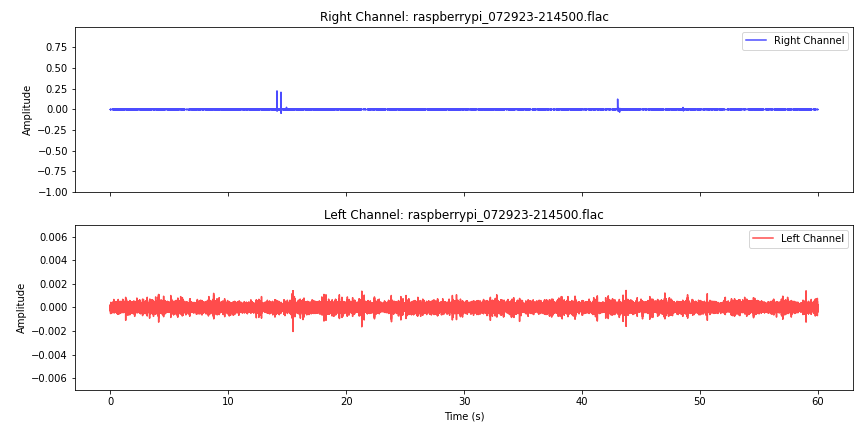 Right Channel: raspberrypi_072923-214500.flac
Right Channel
Amplitude
0.75
0.50
0.25
0.00
−0.25
−0.50
−0.75
−1.00
Left Channel: raspberrypi_072923-214500.flac
Left Channel
Amplitude
0.006
0.004
0.002
0.000
−0.002
−0.004
−0.006
0 10 20 30 40 50 60
Time (s)